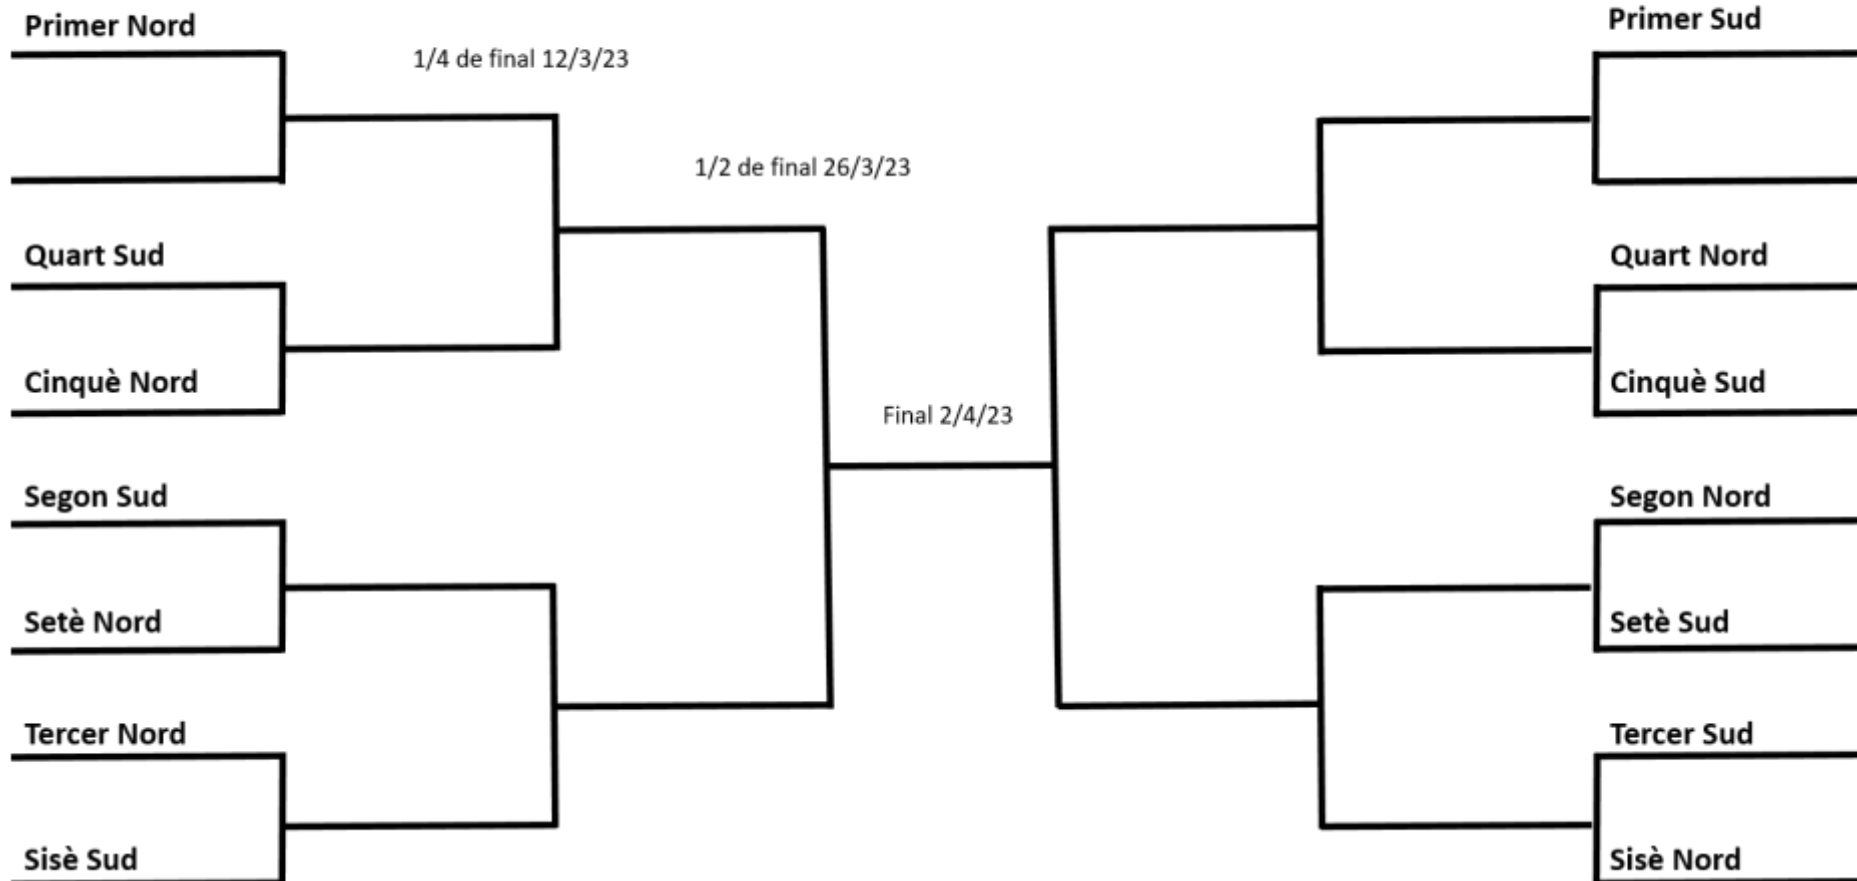 Primer Nord
Primer Sud
1/4 de final 12/3/23
1/2 de final 26/3/23
Quart Sud
Quart Nord
Cinquè Nord
Cinquè Sud
Final 2/4/23
Segon Sud
Segon Nord
Setè Nord
Setè Sud
Tercer Nord
Tercer Sud
Sisè Sud
Sisè Nord